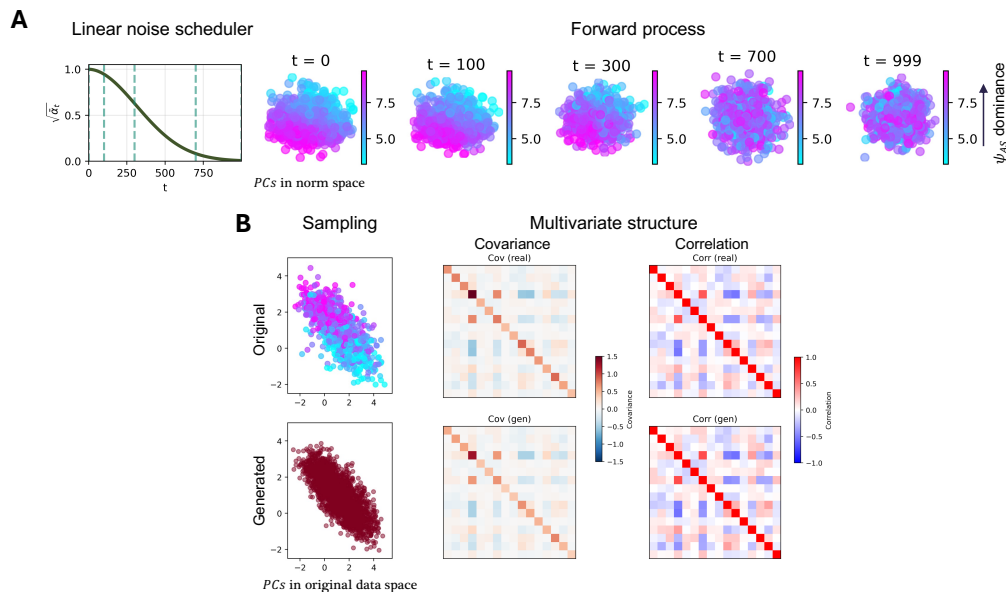 A
Linear noise scheduler
Forward process
√ᾱₜ
1.0
0.5
0.0
0
250
500
750
t
t = 0
7.5
5.0
t = 100
7.5
5.0
t = 300
7.5
5.0
t = 700
7.5
5.0
t = 999
7.5
5.0
ψ_AS dominance
PCs in norm space
B
Sampling
Multivariate structure
Covariance
Correlation
Cov (real)
Corr (real)
Original
4
2
0
−2
−2
0
2
4
1.5
1.0
0.5
0.0
−0.5
−1.0
−1.5
Covariance
1.0
0.5
0.0
−0.5
−1.0
Correlation
Cov (gen)
Corr (gen)
Generated
4
2
0
−2
−2
0
2
4
PCs in original data space